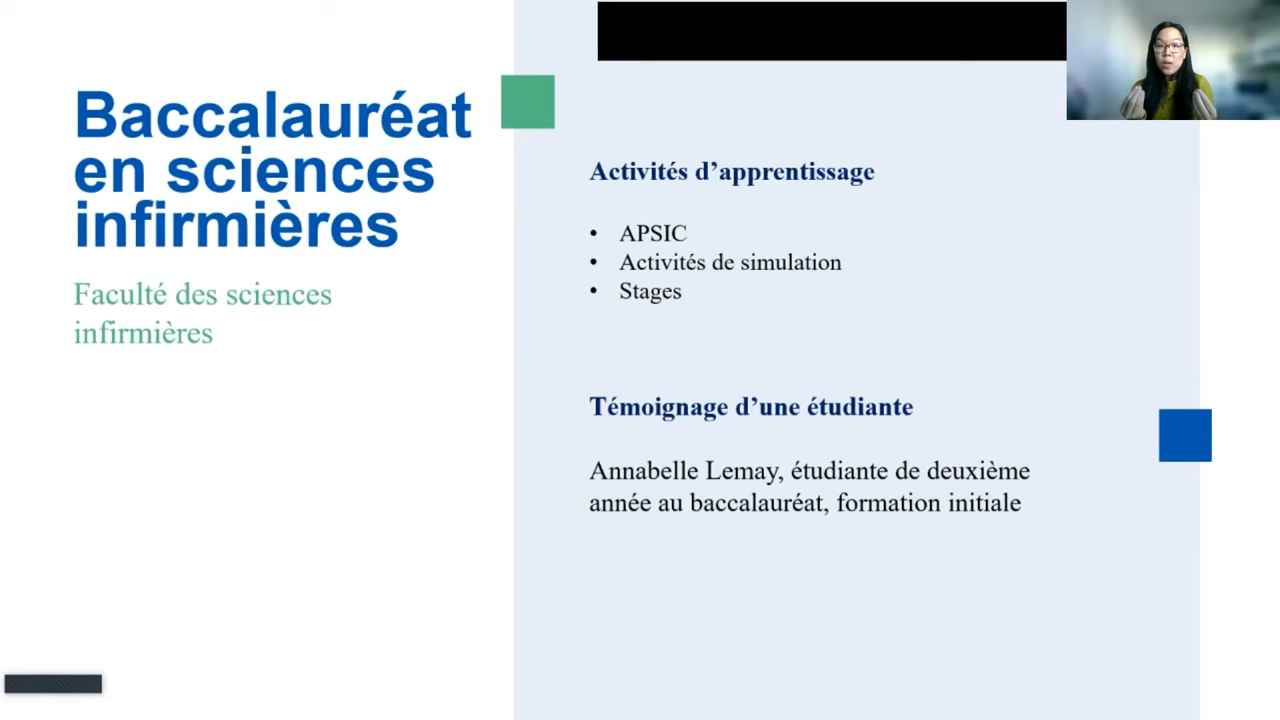 Baccalauréat
en sciences
infirmières
Faculté des sciences
infirmières
Activités d’apprentissage
• APSIC
• Activités de simulation
• Stages
Témoignage d’une étudiante
Annabelle Lemay, étudiante de deuxième
année au baccalauréat, formation initiale